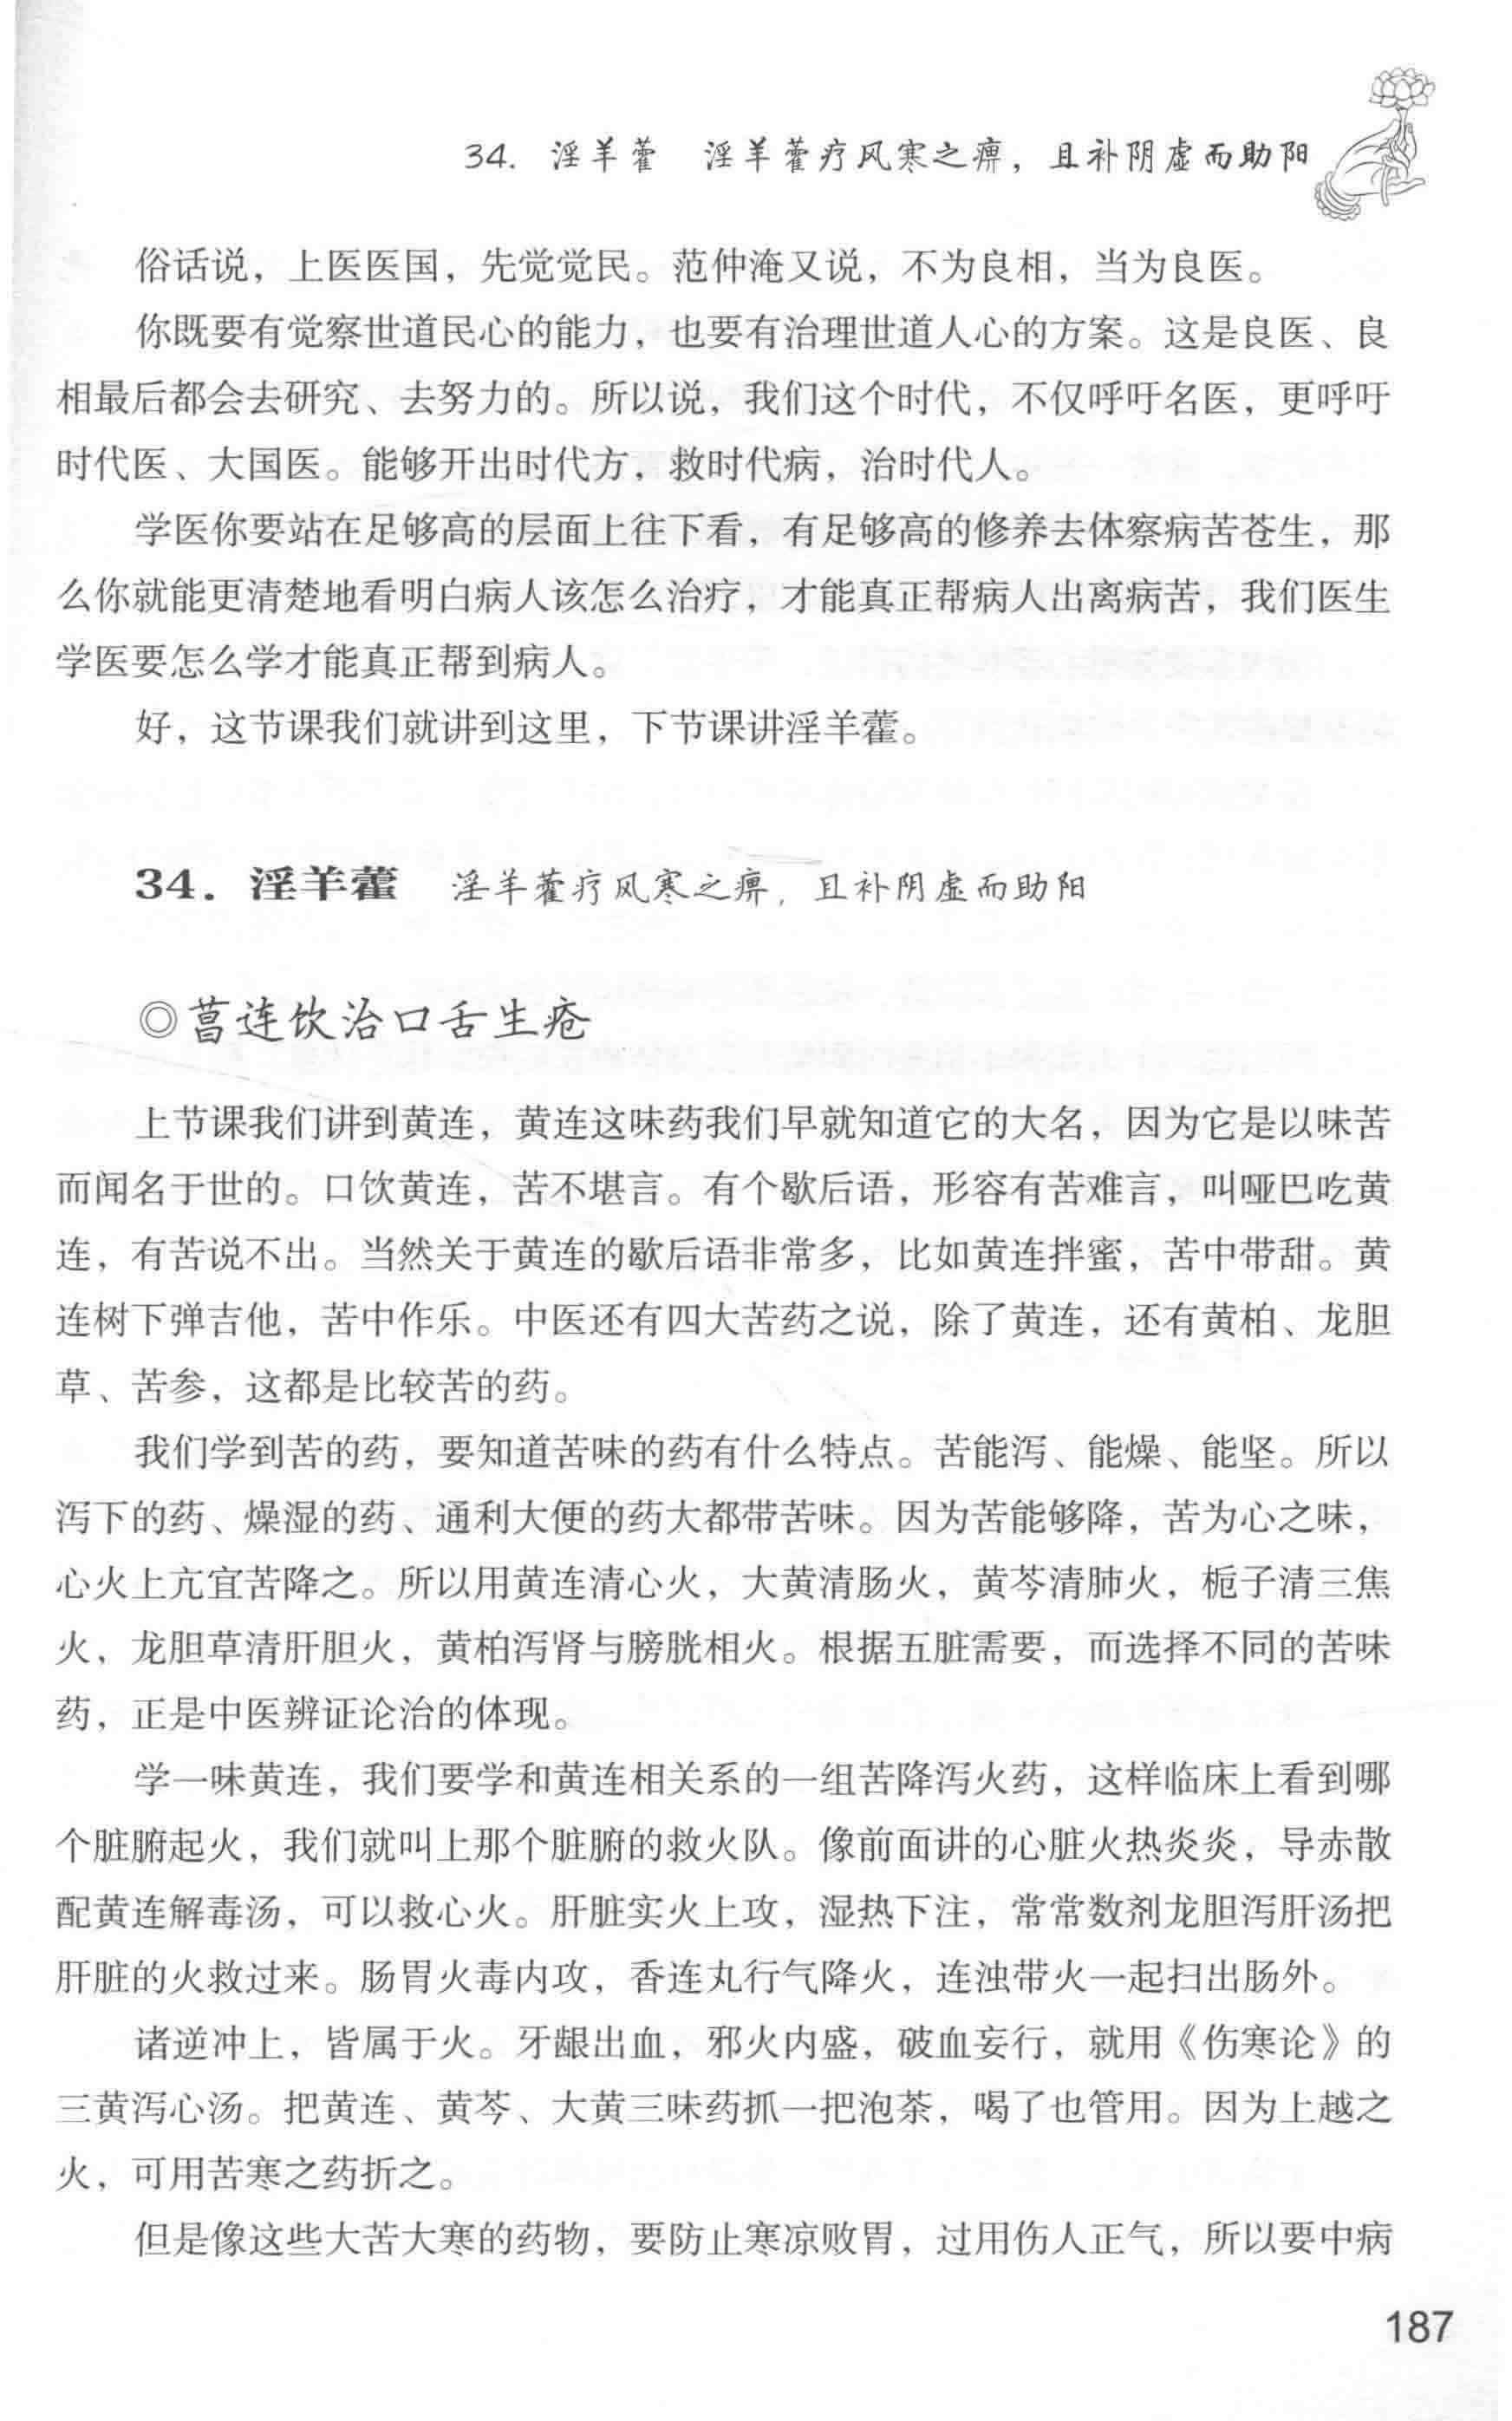 34. 淫羊藿 淫羊藿疗风寒之痹，且补阴虚而助阳
俗话说，上医医国，先觉觉民。范仲淹又说，不为良相，当为良医。
你既要有觉察世道民心的能力，也要有治理世道人心的方案。这是良医、良
相最后都会去研究、去努力的。所以说，我们这个时代，不仅呼吁名医，更呼吁
时代医、大国医。能够开出时代方，救时代病，治时代人。
学医你要站在足够高的层面上往下看，有足够高的修养去体察病苦苍生，那
么你就能更清楚地看明白病人该怎么治疗，才能真正帮病人出离病苦，我们医生
学医要怎么学才能真正帮到病人。
好，这节课我们就讲到这里，下节课讲淫羊藿。
34. 淫羊藿 淫羊藿疗风寒之痹，且补阴虚而助阳
◎菖连饮治口舌生疮
上节课我们讲到黄连，黄连这味药我们早就知道它的大名，因为它是以味苦
而闻名于世的。口饮黄连，苦不堪言。有个歇后语，形容有苦难言，叫哑巴吃黄
连，有苦说不出。当然关于黄连的歇后语非常多，比如黄连拌蜜，苦中带甜。黄
连树下弹吉他，苦中作乐。中医还有四大苦药之说，除了黄连，还有黄柏、龙胆
草、苦参，这都是比较苦的药。
我们学到苦的药，要知道苦味的药有什么特点。苦能泻、能燥、能坚。所以
泻下的药、燥湿的药、通利大便的药大都带苦味。因为苦能够降，苦为心之味，
心火上亢宜苦降之。所以用黄连清心火，大黄清肠火，黄芩清肺火，栀子清三焦
火，龙胆草清肝胆火，黄柏泻肾与膀胱相火。根据五脏需要，而选择不同的苦味
药，正是中医辨证论治的体现。
学一味黄连，我们要学和黄连相关系的一组苦降泻火药，这样临床上看到哪
个脏腑起火，我们就叫上那个脏腑的救火队。像前面讲的心脏火热炎炎，导赤散
配黄连解毒汤，可以救心火。肝脏实火上攻，湿热下注，常常数剂龙胆泻肝汤把
肝脏的火救过来。肠胃火毒内攻，香连丸行气降火，连浊带火一起扫出肠外。
诸逆冲上，皆属于火。牙龈出血，邪火内盛，破血妄行，就用《伤寒论》的
三黄泻心汤。把黄连、黄芩、大黄三味药抓一把泡茶，喝了也管用。因为上越之
火，可用苦寒之药折之。
但是像这些大苦大寒的药物，要防止寒凉败胃，过用伤人正气，所以要中病
187